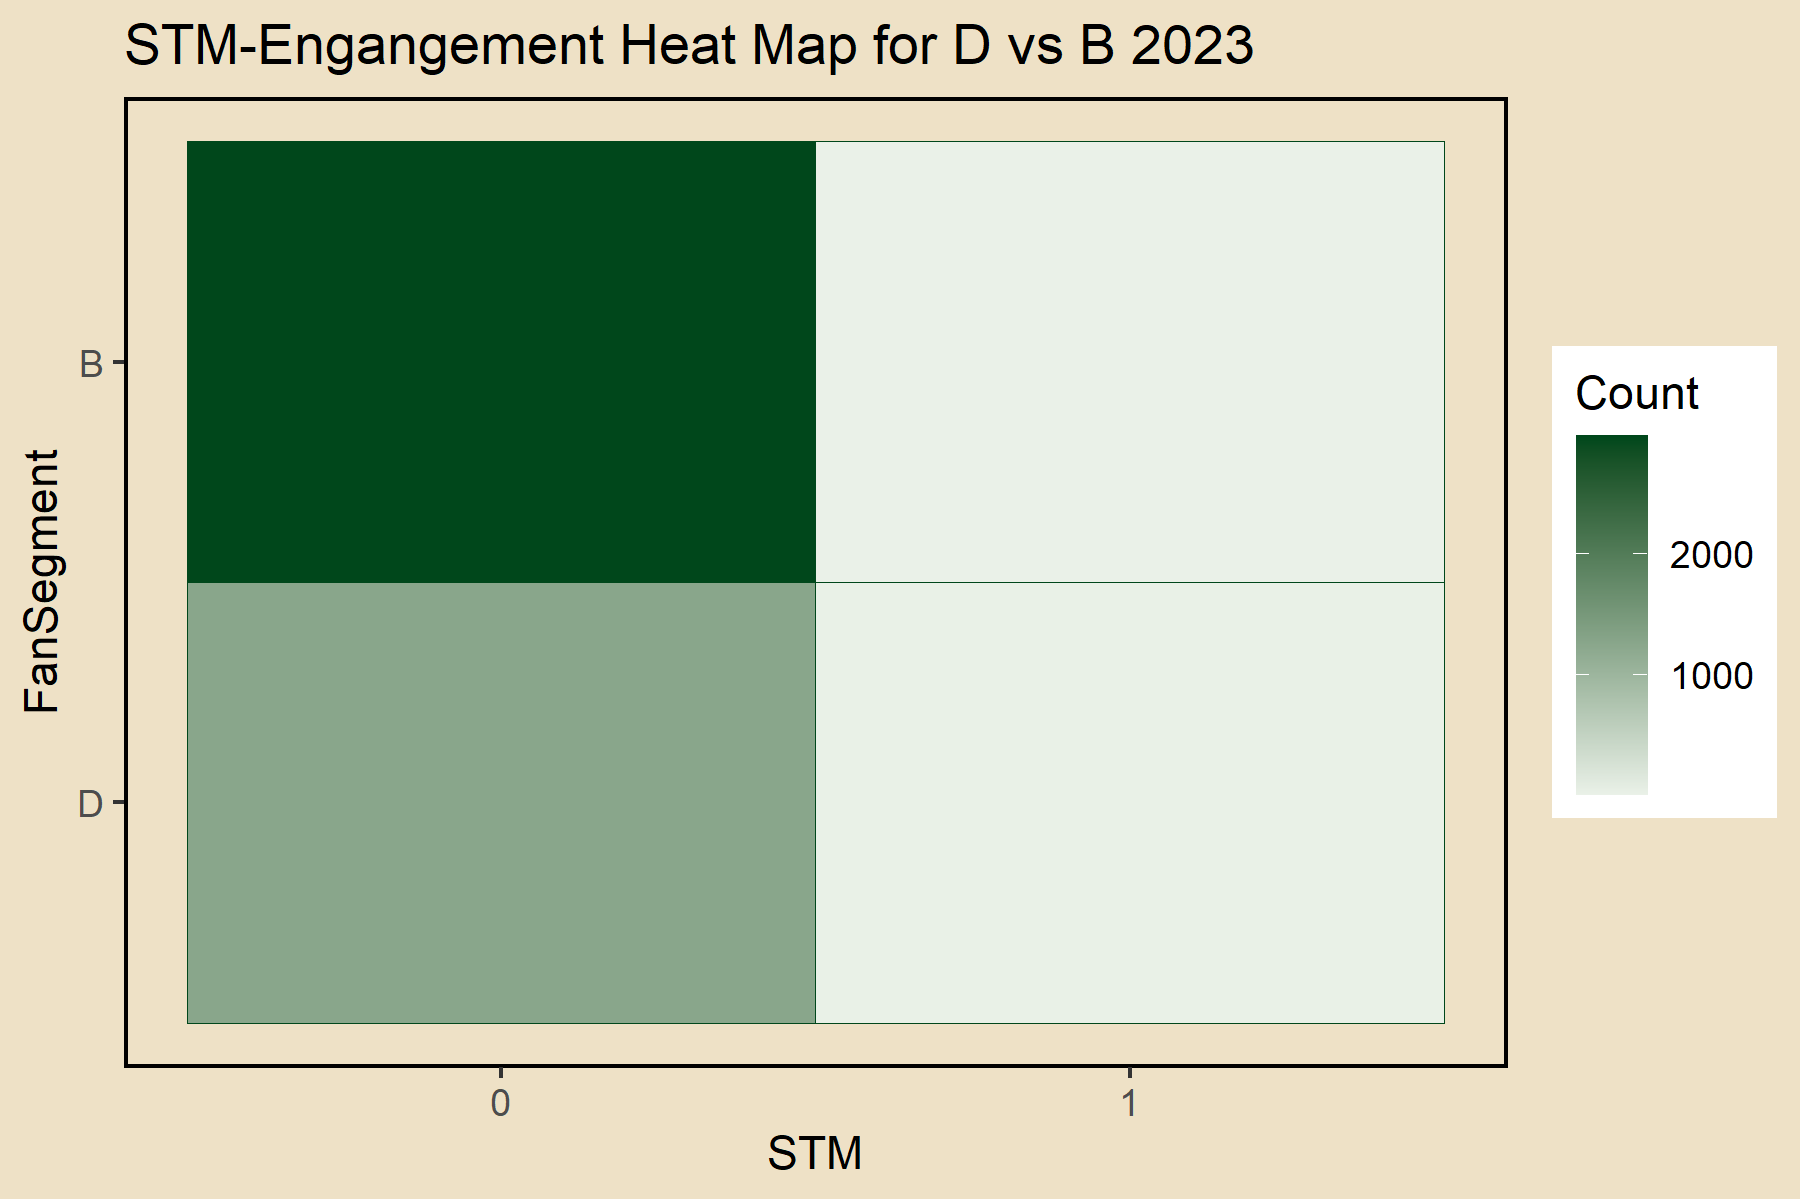 STM-Engangement Heat Map for D vs B 2023
FanSegment
B
D
0
1
STM
Count
2000
1000